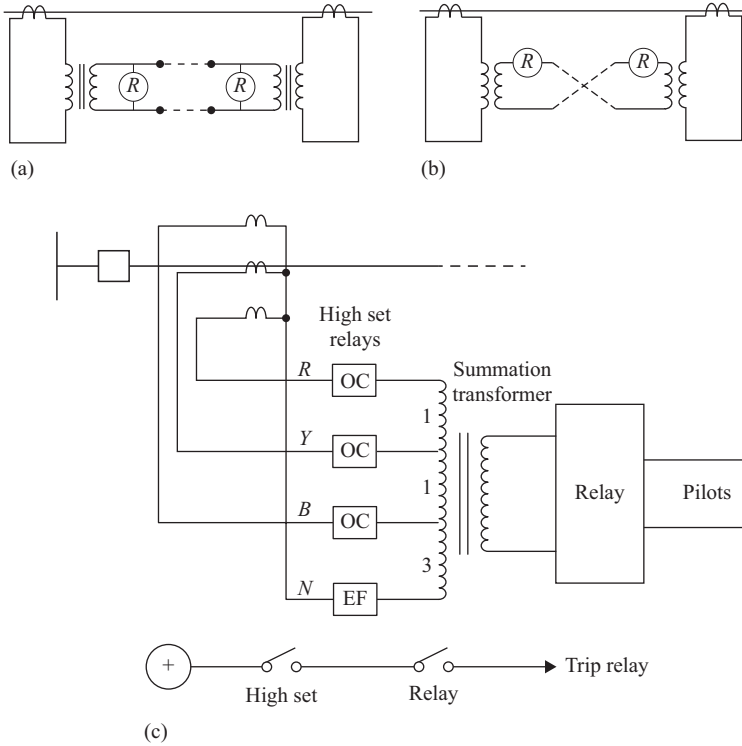 R
R
(a)
R
R
(b)
High set
relays
Summation
transformer
R
OC
1
Y
OC
1
B
OC
Relay
Pilots
3
N
EF
+
High set
Relay
Trip relay
(c)